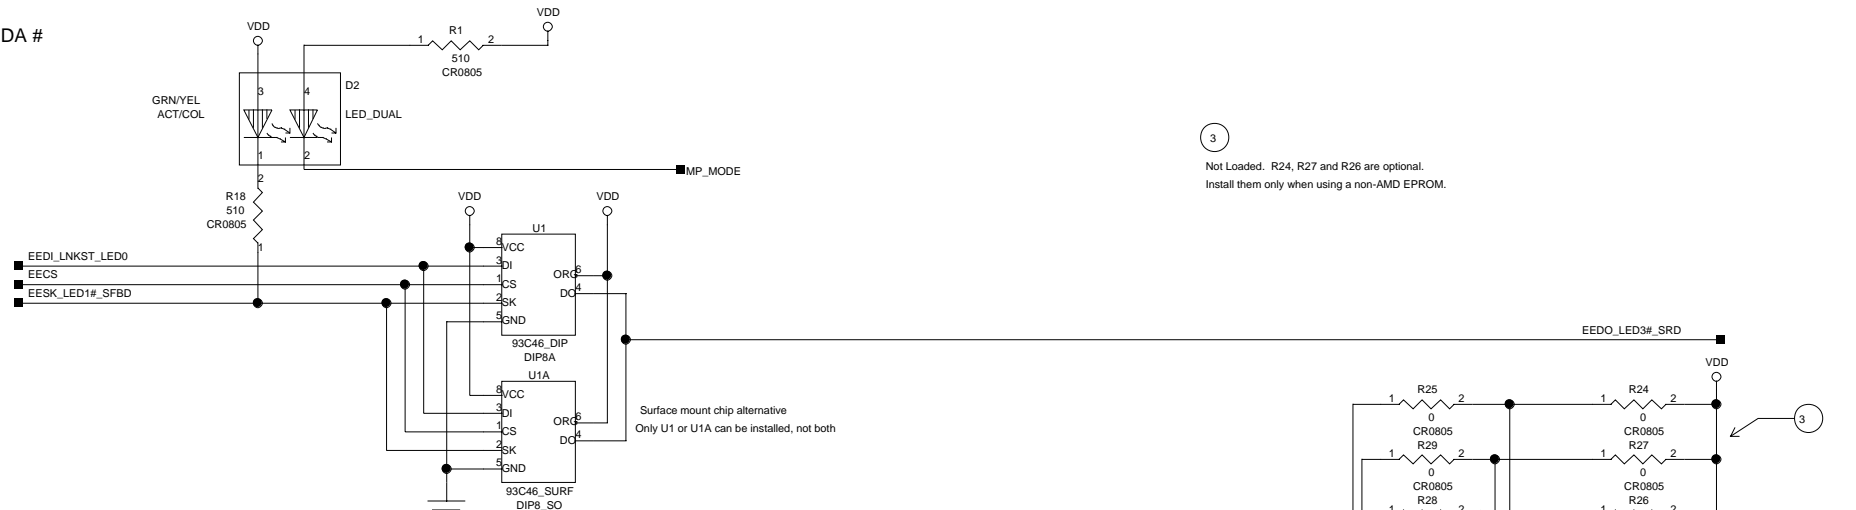 DA #
VDD
VDD
R1
1
2
510
CR0805
3
4
D2
GRN/YEL
ACT/COL
LED_DUAL
1
2
MP_MODE
3
Not Loaded. R24, R27 and R26 are optional.
Install them only when using a non-AMD EPROM.
2
R18
510
CR0805
1
VDD
VDD
U1
8
VCC
EEDI_LNKST_LED0
3
DI
ORG
6
EECS
1
CS
DO
4
EESK_LED1#_SFBD
2
SK
5
GND
93C46_DIP
DIP8A
EEDO_LED3#_SRD
VDD
U1A
8
VCC
3
DI
ORG
6
1
CS
DO
4
2
SK
5
GND
93C46_SURF
DIP8_SO
Surface mount chip alternative
Only U1 or U1A can be installed, not both
R25
1
2
0
CR0805
R24
1
2
0
CR0805
3
R29
1
2
0
CR0805
R27
1
2
0
CR0805
R28
1
2
R26
1
2